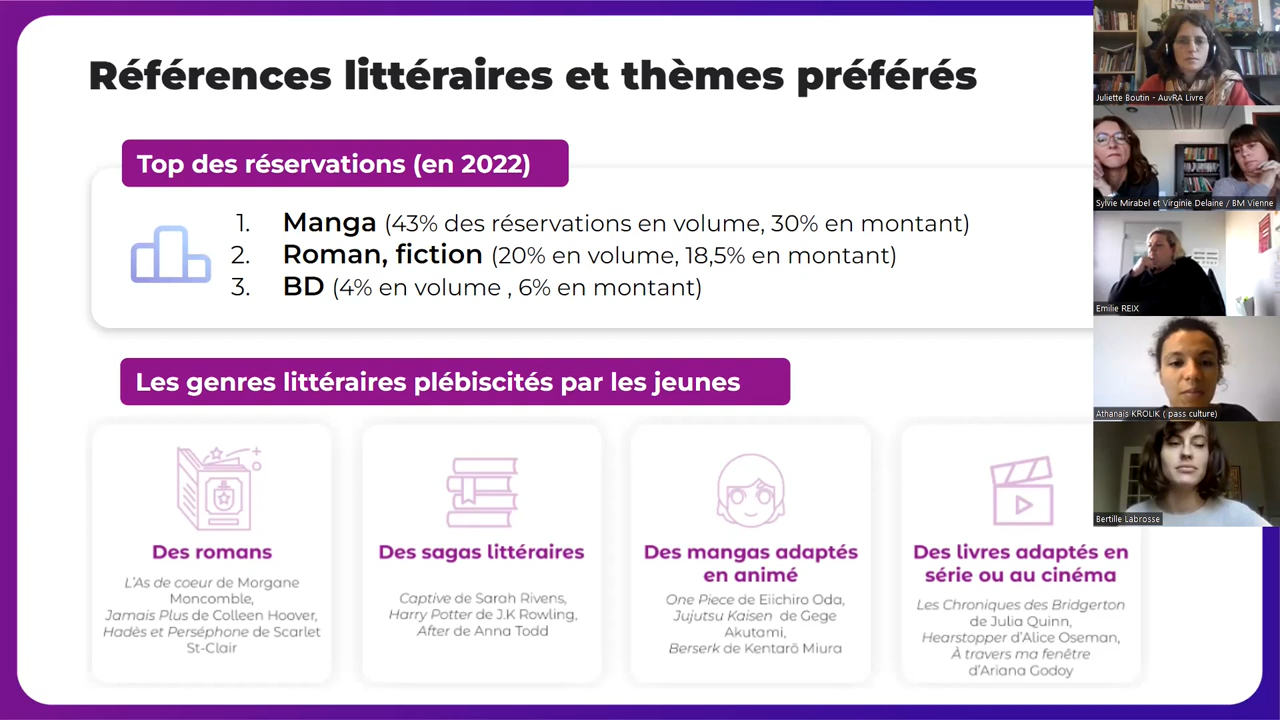 Références littéraires et thèmes préférés
Top des réservations (en 2022)
1. Manga (43% des réservations en volume, 30% en montant)
2. Roman, fiction (20% en volume, 18,5% en montant)
3. BD (4% en volume , 6% en montant)
Les genres littéraires plébiscités par les jeunes
Des romans
L'As de coeur de Morgane
Moncomble,
Jamais Plus de Colleen Hoover,
Hadès et Perséphone de Scarlet
St-Clair
Des sagas littéraires
Captive de Sarah Rivens,
Harry Potter de J.K Rowling,
After de Anna Todd
Des mangas adaptés
en animé
One Piece de Eiichiro Oda,
Jujutsu Kaisen de Gege
Akutami,
Berserk de Kentarō Miura
Des livres adaptés en
série ou au cinéma
Les Chroniques des Bridgerton
de Julia Quinn,
Hearstopper d'Alice Oseman,
À travers ma fenêtre
d'Ariana Godoy
Juliette Boutin - AuvRA Livre
Sylvie Mirabel et Virginie Delaine / BM Vienne
Emilie REIX
Athanaïs KROLIK ( pass culture)
Bertille Labrosse